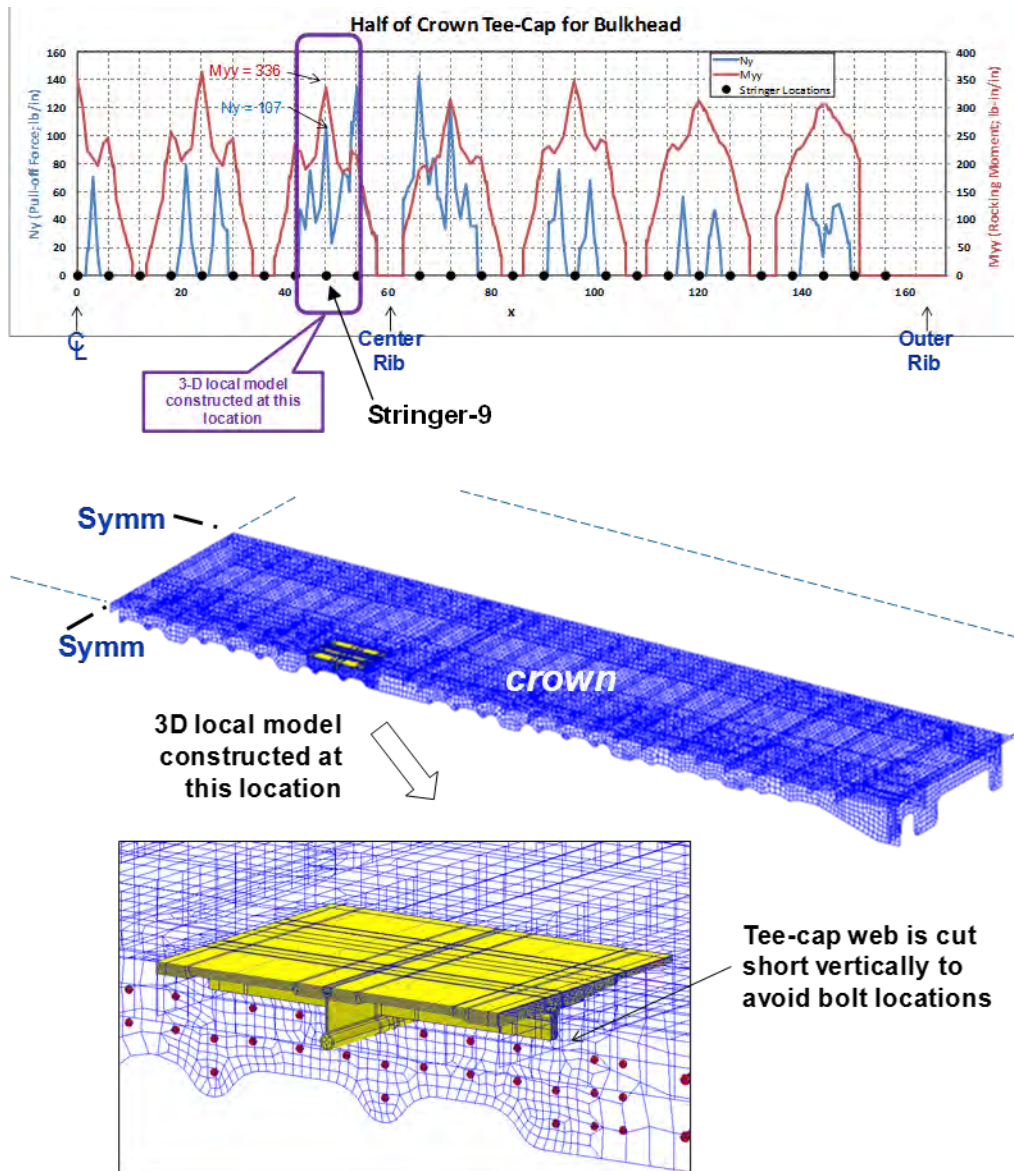 Half of Crown Tee-Cap for Bulkhead
160
140
120
100
80
60
40
20
0
Ny (Pull-off Force; lb/in)
400
350
300
250
200
150
100
50
0
Myy (Rocking Moment; lb-in/in)
Myy = 336
Ny = 107
Ny
Myy
Stringer Locations
0
20
40
60
80
100
120
140
160
x
CL
Center
Rib
Outer
Rib
3-D local model
constructed at this
location
Stringer-9
Symm
Symm
crown
3D local model
constructed at
this location
Tee-cap web is cut
short vertically to
avoid bolt locations